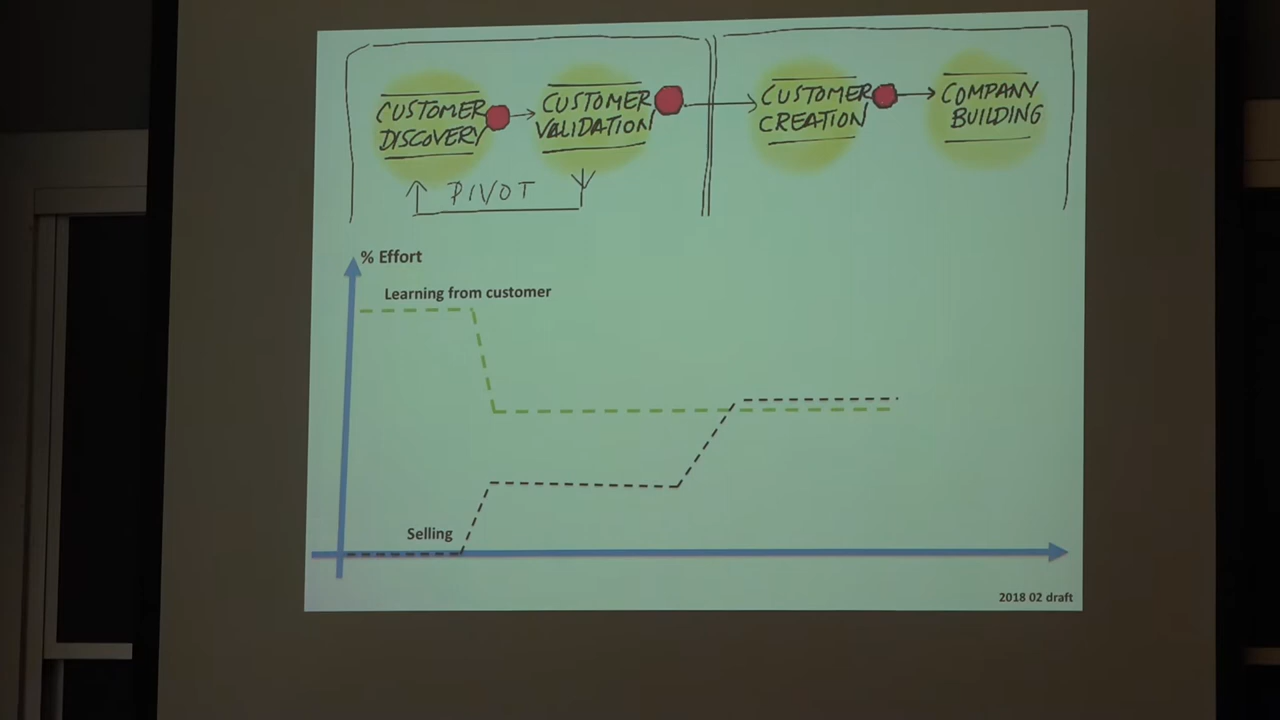 CUSTOMER
DISCOVERY
CUSTOMER
VALIDATION
CUSTOMER
CREATION
COMPANY
BUILDING
PIVOT
% Effort
Learning from customer
Selling
2018 02 draft